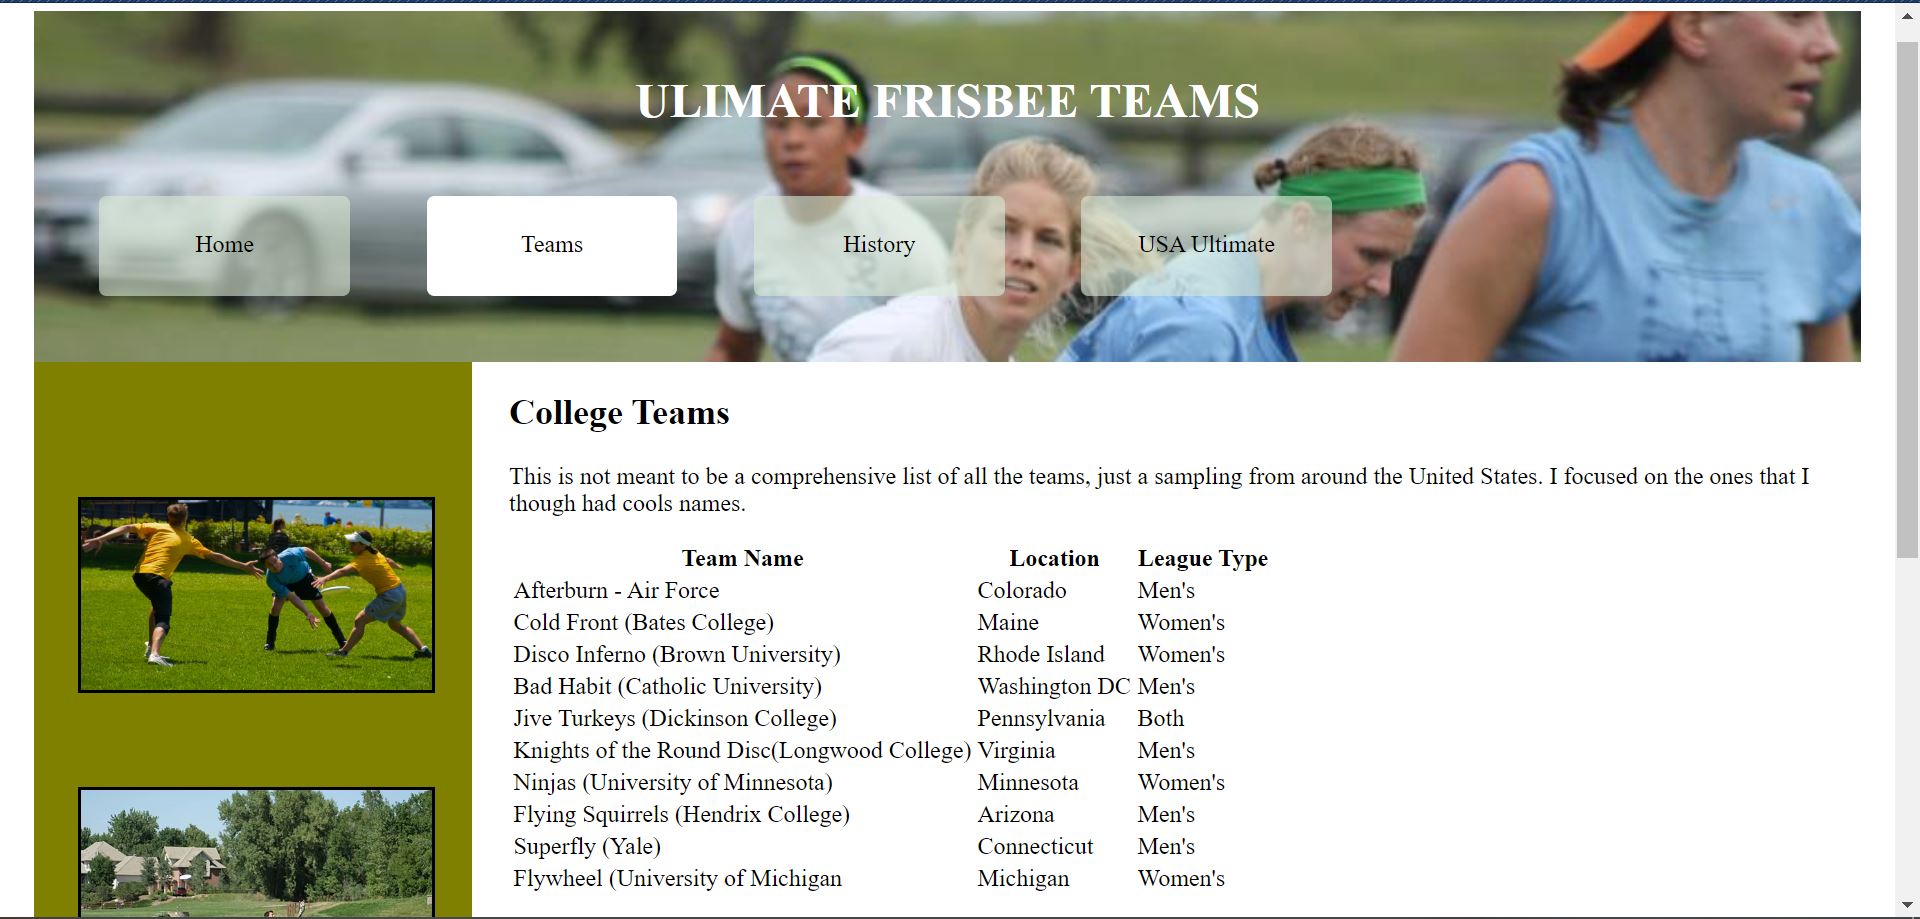 ULIMATE FRISBEE TEAMS
Home Teams History USA Ultimate
College Teams
This is not meant to be a comprehensive list of all the teams, just a sampling from around the United States. I focused on the ones that I
though had cools names.
Team Name Location League Type
Afterburn - Air Force Colorado Men's
Cold Front (Bates College) Maine Women's
Disco Inferno (Brown University) Rhode Island Women's
Bad Habit (Catholic University) Washington DC Men's
Jive Turkeys (Dickinson College) Pennsylvania Both
Knights of the Round Disc(Longwood College) Virginia Men's
Ninjas (University of Minnesota) Minnesota Women's
Flying Squirrels (Hendrix College) Arizona Men's
Superfly (Yale) Connecticut Men's
Flywheel (University of Michigan Michigan Women's